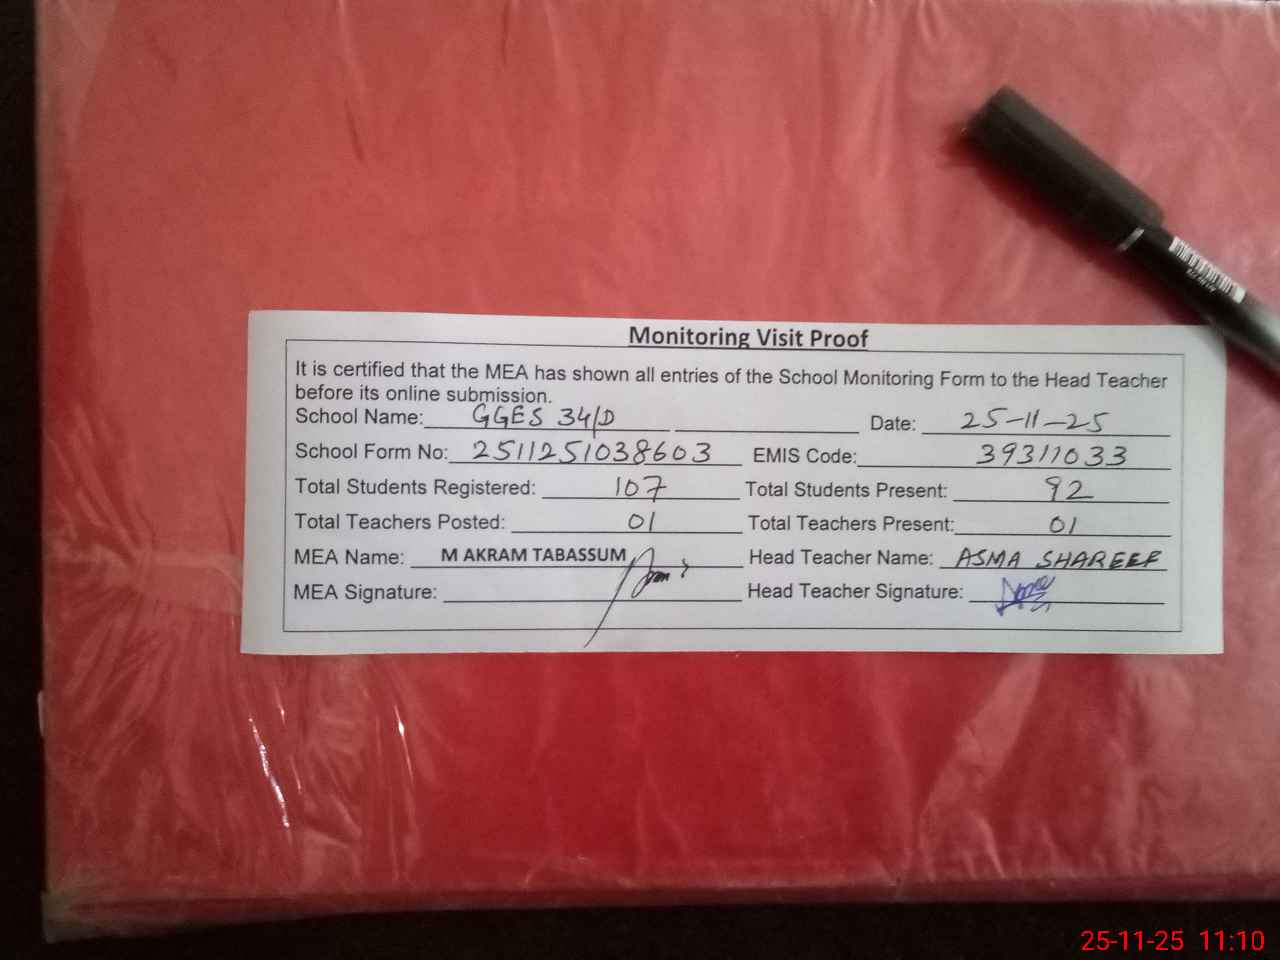 Monitoring Visit Proof
It is certified that the MEA has shown all entries of the School Monitoring Form to the Head Teacher
before its online submission.
School Name: GGES 34/D Date: 25-11-25
School Form No: 2511251038603 EMIS Code: 39311033
Total Students Registered: 107 Total Students Present: 92
Total Teachers Posted: 01 Total Teachers Present: 01
MEA Name: M AKRAM TABASSUM Head Teacher Name: ASMA SHAREEF
MEA Signature: Head Teacher Signature:
25-11-25 11:10